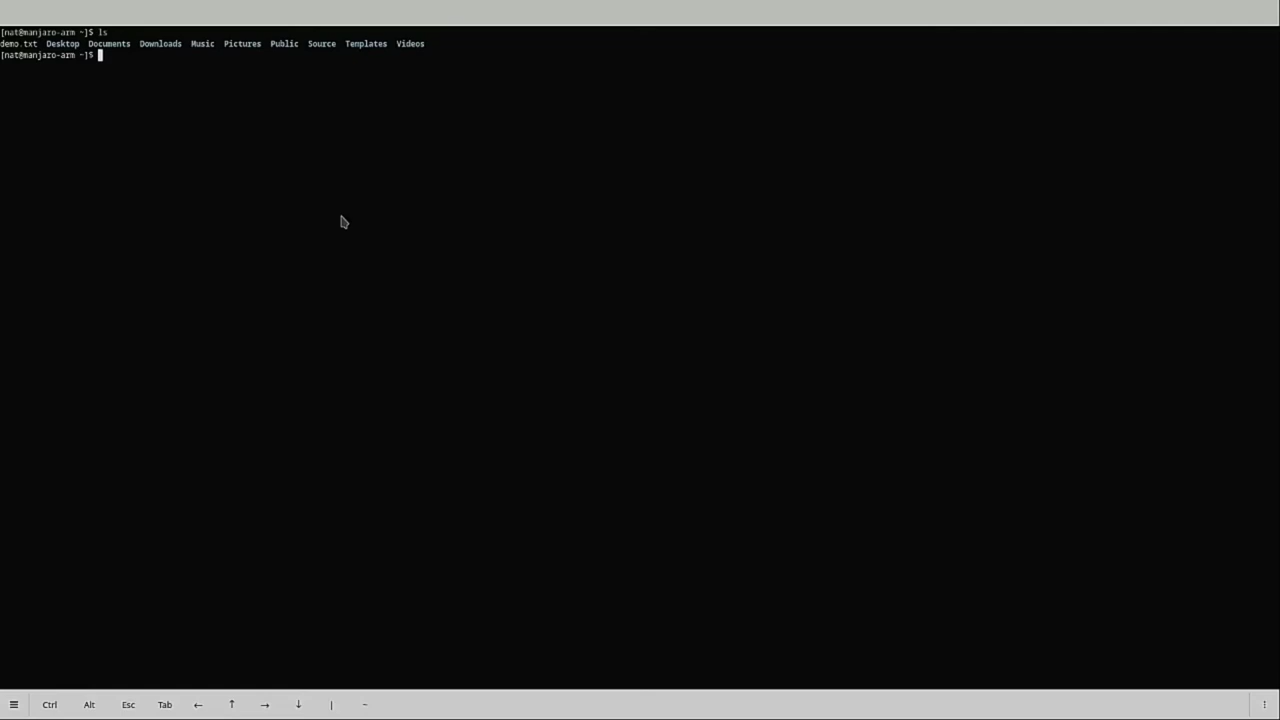 [nat@manjaro-arm ~]$ ls
demo.txt Desktop Documents Downloads Music Pictures Public Source Templates Videos
[nat@manjaro-arm ~]$
☰ Ctrl Alt Esc Tab ← ↑ → ↓ | ~ ⋮